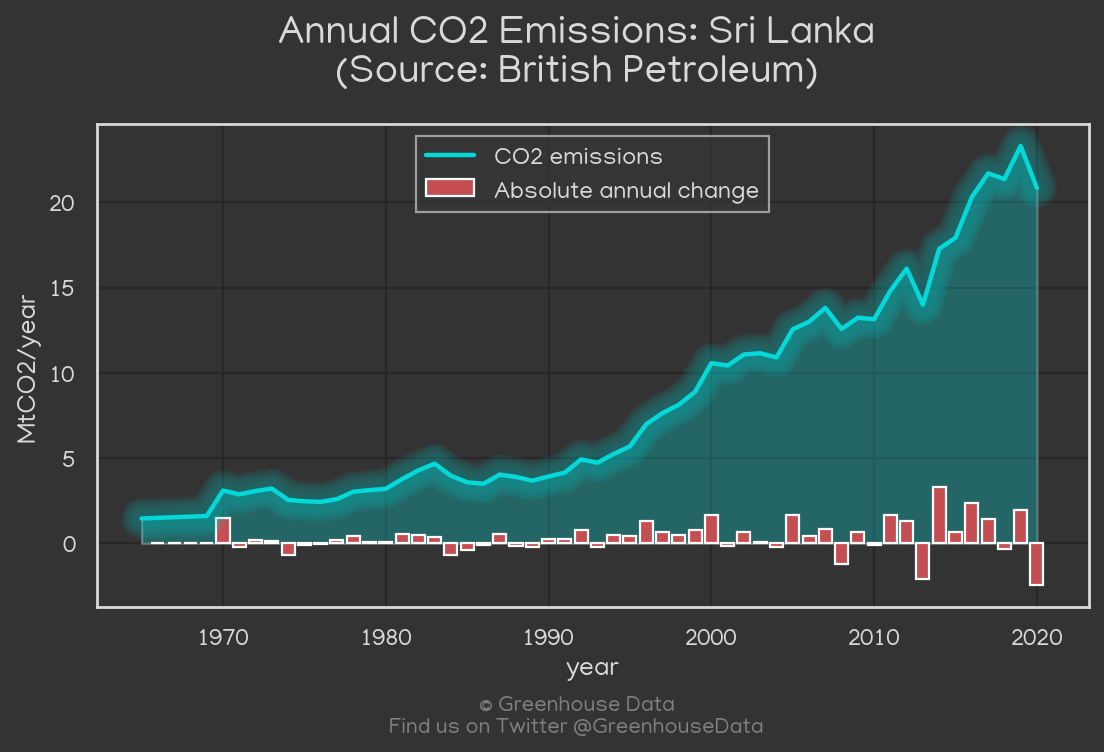 Annual CO2 Emissions: Sri Lanka
(Source: British Petroleum)
CO2 emissions
Absolute annual change
MtCO2/year
20
15
10
5
0
1970 1980 1990 2000 2010 2020
year
© Greenhouse Data
Find us on Twitter @GreenhouseData